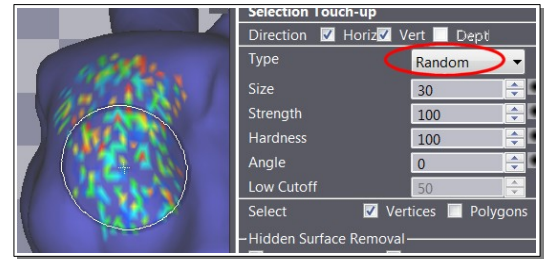 Selection Touch-up
Direction Horiz Vert Dept
Type Random
Size 30
Strength 100
Hardness 100
Angle 0
Low Cutoff 50
Select Vertices Polygons
Hidden Surface Removal